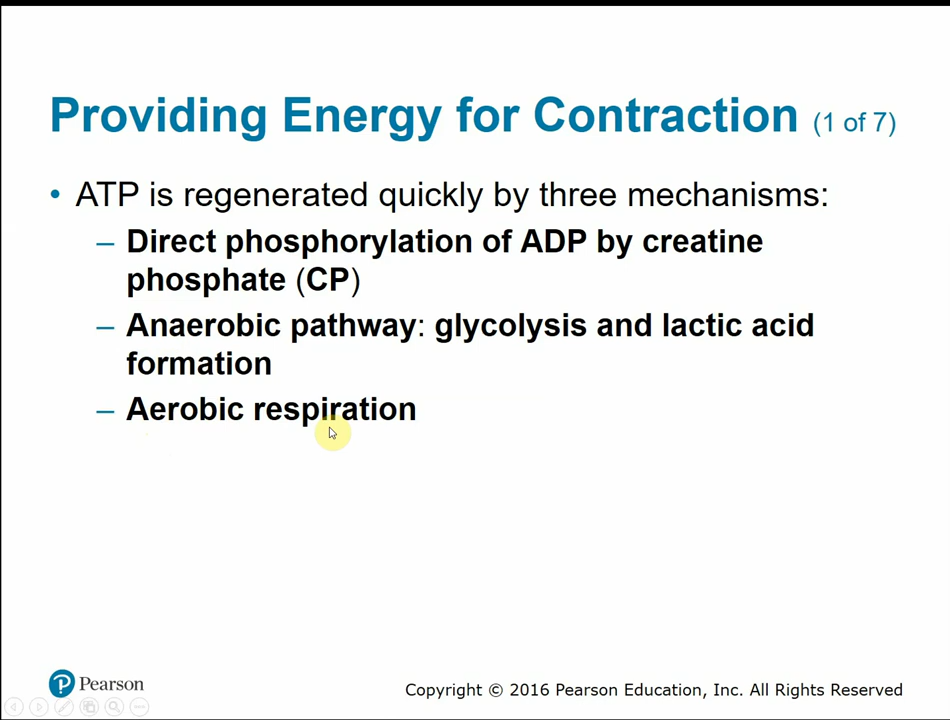 Providing Energy for Contraction (1 of 7)
• ATP is regenerated quickly by three mechanisms:
– Direct phosphorylation of ADP by creatine
phosphate (CP)
– Anaerobic pathway: glycolysis and lactic acid
formation
– Aerobic respiration
Pearson
Copyright © 2016 Pearson Education, Inc. All Rights Reserved